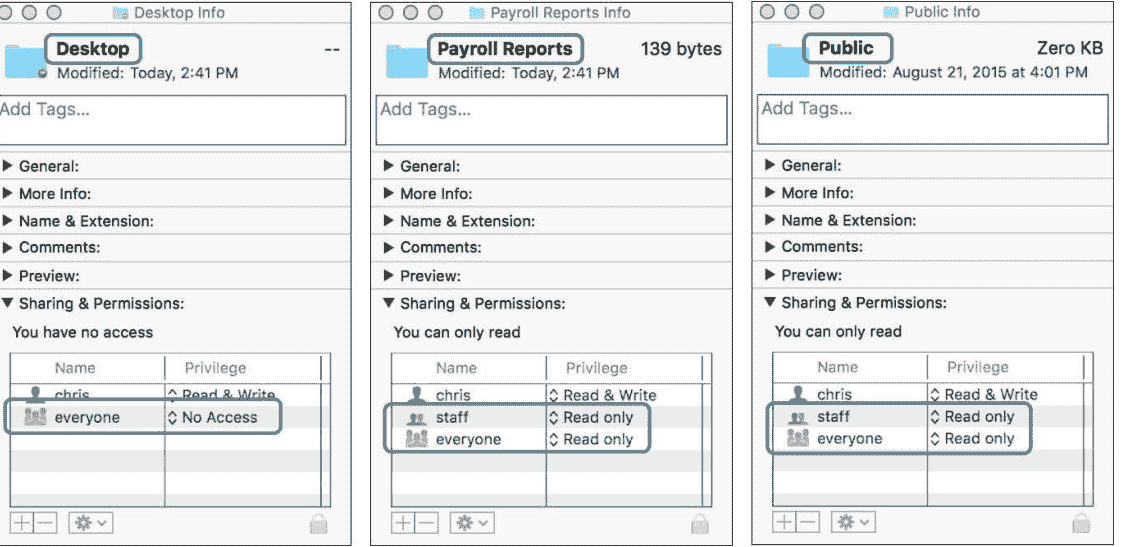 Desktop Info
Desktop
--
Modified: Today, 2:41 PM
Add Tags...
General:
More Info:
Name & Extension:
Comments:
Preview:
Sharing & Permissions:
You have no access
Name Privilege
chris Read & Write
everyone No Access
Payroll Reports Info
Payroll Reports 139 bytes
Modified: Today, 2:41 PM
Add Tags...
General:
More Info:
Name & Extension:
Comments:
Preview:
Sharing & Permissions:
You can only read
Name Privilege
chris Read & Write
staff Read only
everyone Read only
Public Info
Public Zero KB
Modified: August 21, 2015 at 4:01 PM
Add Tags...
General:
More Info:
Name & Extension:
Comments:
Preview:
Sharing & Permissions:
You can only read
Name Privilege
chris Read & Write
staff Read only
everyone Read only